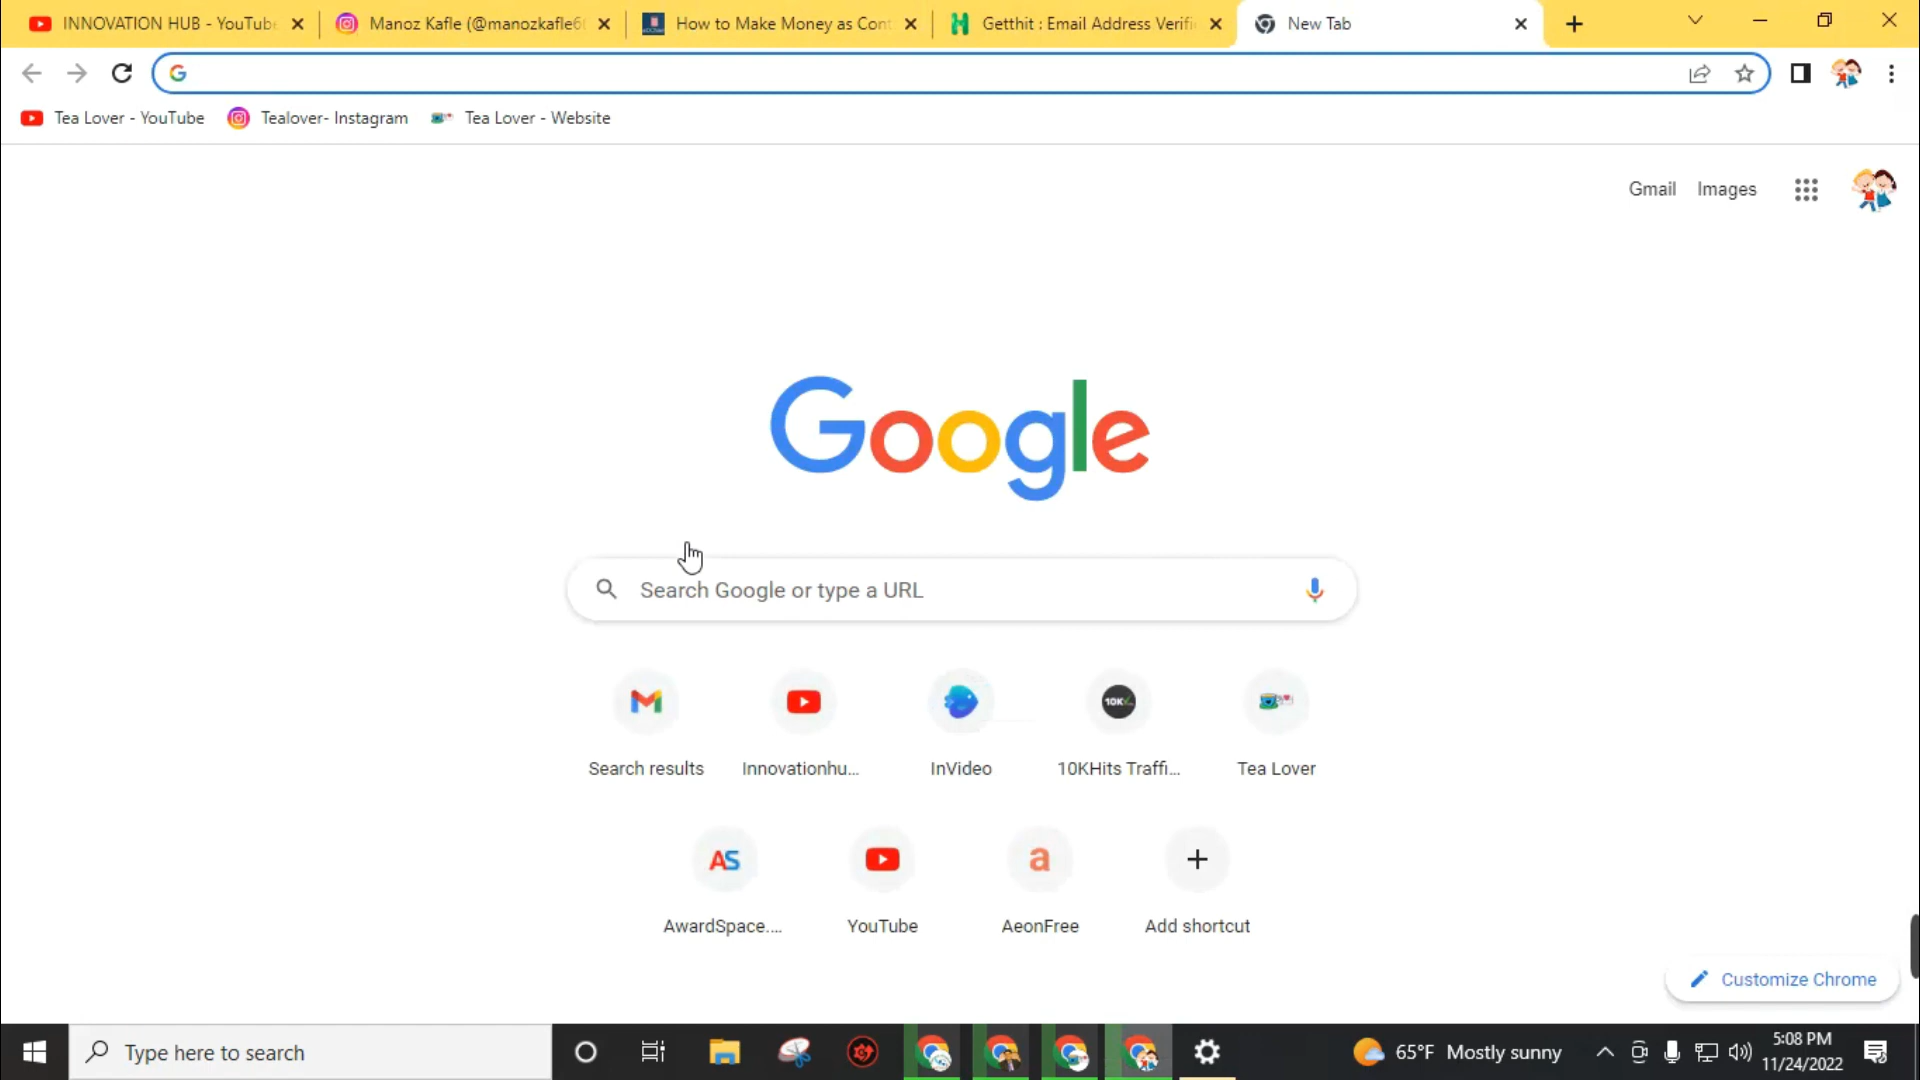 INNOVATION HUB - YouTube
Manoz Kafle (@manozkafle6
How to Make Money as Cont
Getthit : Email Address Verifi
New Tab
Tea Lover - YouTube
Tealover- Instagram
Tea Lover - Website
Gmail
Images
Google
Search Google or type a URL
Search results
Innovationhu...
InVideo
10KHits Traffi...
Tea Lover
AwardSpace....
YouTube
AeonFree
Add shortcut
Customize Chrome
Type here to search
65°F Mostly sunny
5:08 PM
11/24/2022